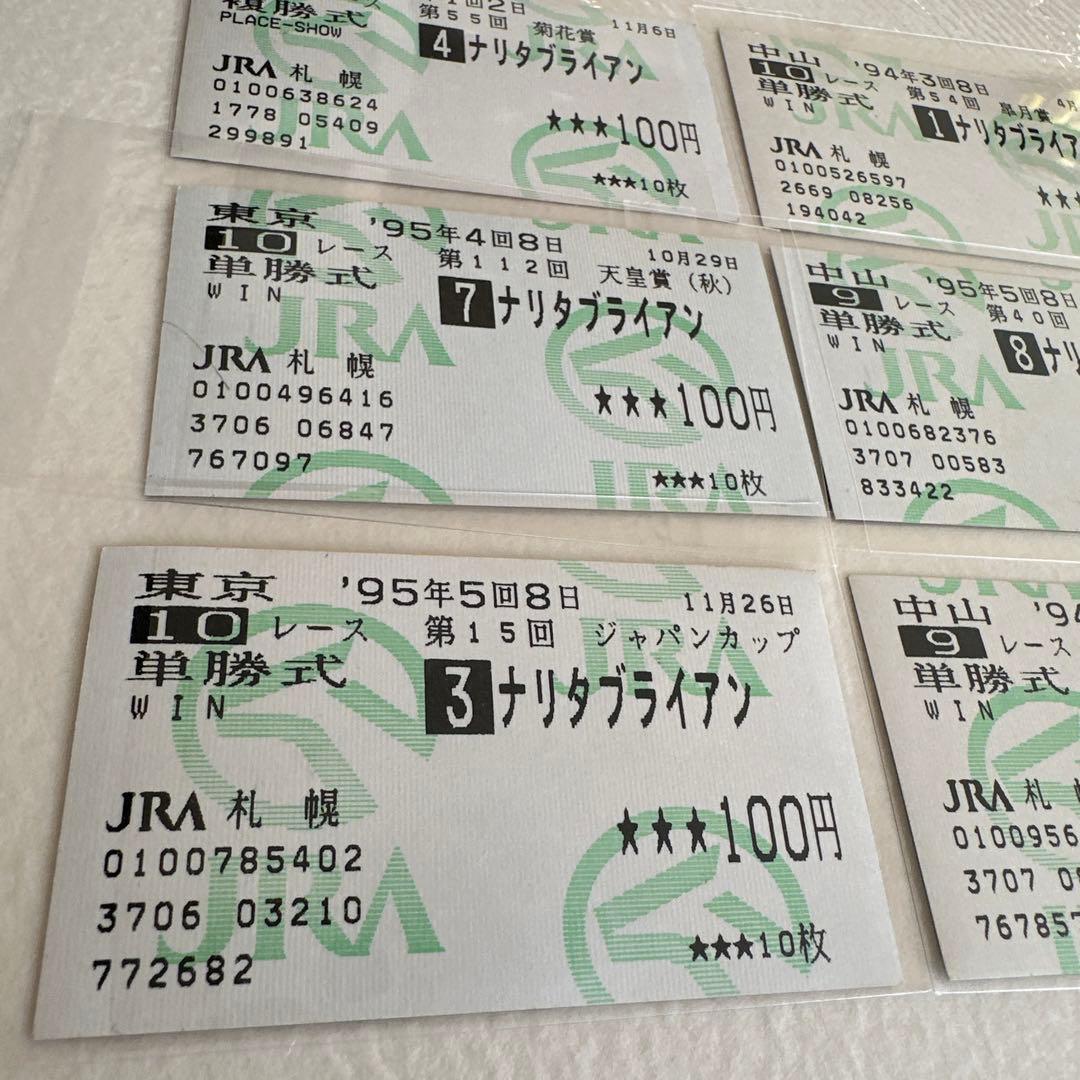 複勝式
PLACE-SHOW
回2日
11月6日
第55回 菊花賞
4 ナリタブライアン
JRA 札幌
0100638624
1778 05409
299891
★★★100円
★★★10枚
中山 '94年3回8日
10 レース 第54回 皐月賞
単勝式
WIN
1 ナリタブライア
JRA 札幌
0100526597
2669 08256
194042
東京 '95年4回8日 10月29日
10 レース 第112回 天皇賞(秋)
単勝式
WIN
7 ナリタブライアン
JRA 札幌
0100496416
3706 06847
767097
★★★100円
★★★10枚
中山 '95年5回8日
9 レース 第40回
単勝式
WIN
8 ナリ
JRA 札幌
0100682376
3707 00583
833422
東京 '95年5回8日 11月26日
10 レース 第15回 ジャパンカップ
単勝式
WIN
3 ナリタブライアン
JRA 札幌
0100785402
3706 03210
772682
★★★100円
★★★10枚
中山 '94
9 レース
単勝式
WIN
JRA 札
0100956
3707
767857